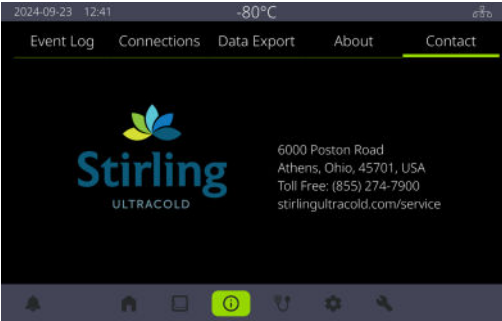 2024-09-23 12:41 -80°C
Event Log Connections Data Export About Contact
Stirling
ULTRACOLD
6000 Poston Road
Athens, Ohio, 45701, USA
Toll Free: (855) 274-7900
stirlingultracold.com/service